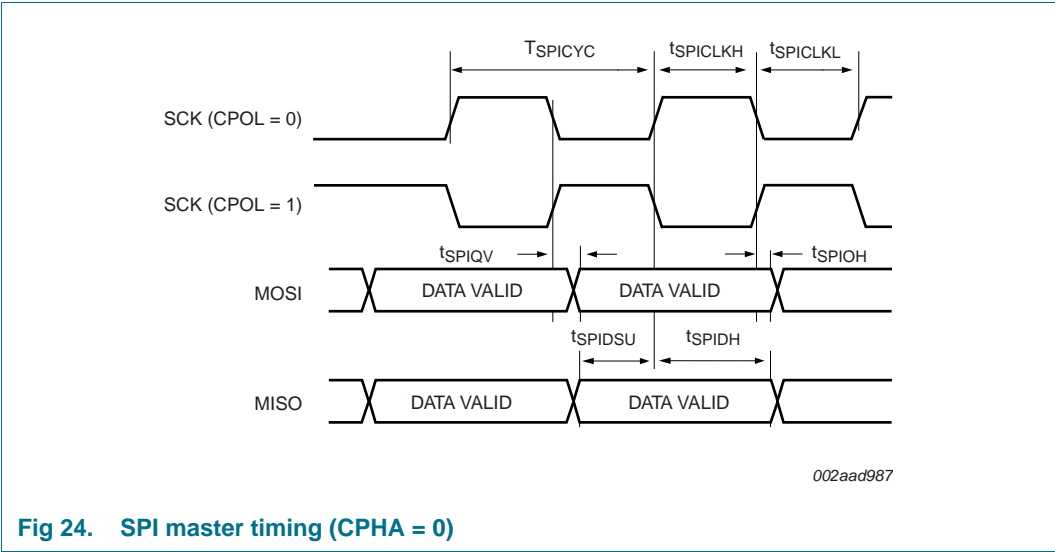 TSPICYC tSPICLKH tSPICLKL
SCK (CPOL = 0)
SCK (CPOL = 1)
tSPIQV tSPIOH
MOSI DATA VALID DATA VALID
tSPIDSU tSPIDH
MISO DATA VALID DATA VALID
002aad987
Fig 24. SPI master timing (CPHA = 0)